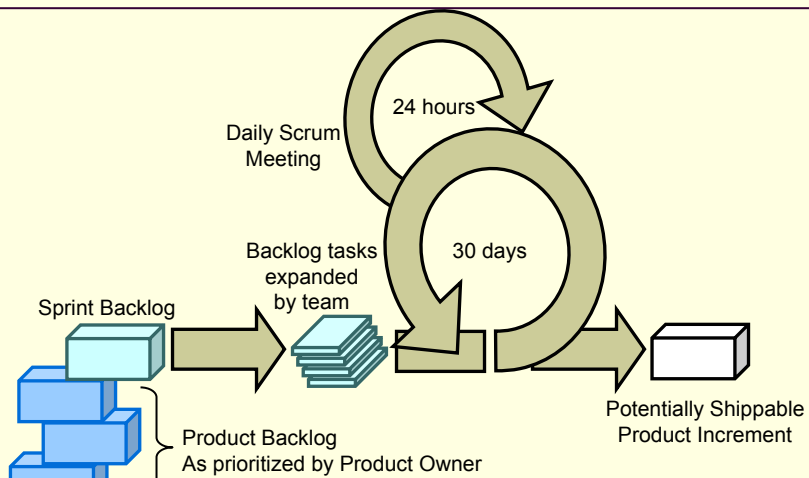 24 hours
Daily Scrum
Meeting
Backlog tasks
expanded
by team
30 days
Sprint Backlog
Potentially Shippable
Product Increment
Product Backlog
As prioritized by Product Owner